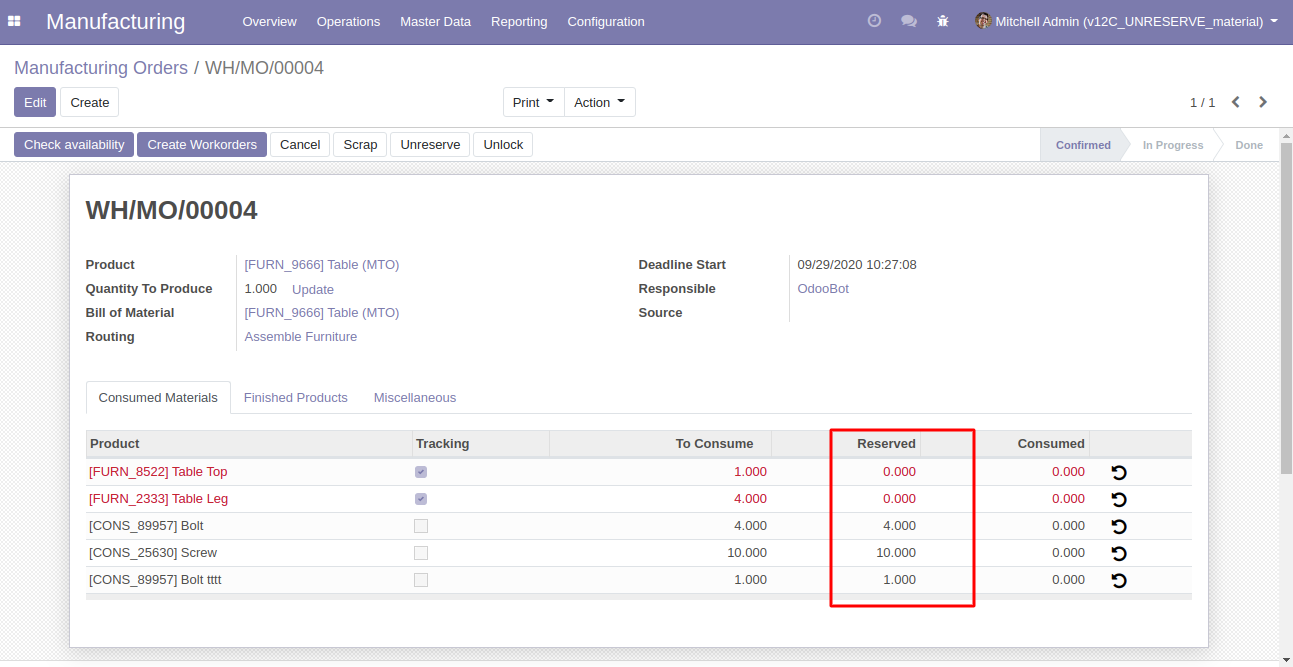 Manufacturing Overview Operations Master Data Reporting Configuration Mitchell Admin (v12C_UNRESERVE_material)
Manufacturing Orders / WH/MO/00004
Edit Create Print Action 1 / 1
Check availability Create Workorders Cancel Scrap Unreserve Unlock Confirmed In Progress Done
WH/MO/00004
Product [FURN_9666] Table (MTO) Deadline Start 09/29/2020 10:27:08
Quantity To Produce 1.000 Update Responsible OdooBot
Bill of Material [FURN_9666] Table (MTO) Source
Routing Assemble Furniture
Consumed Materials Finished Products Miscellaneous
Product Tracking To Consume Reserved Consumed
[FURN_8522] Table Top 1.000 0.000 0.000
[FURN_2333] Table Leg 4.000 0.000 0.000
[CONS_89957] Bolt 4.000 4.000 0.000
[CONS_25630] Screw 10.000 10.000 0.000
[CONS_89957] Bolt tttt 1.000 1.000 0.000